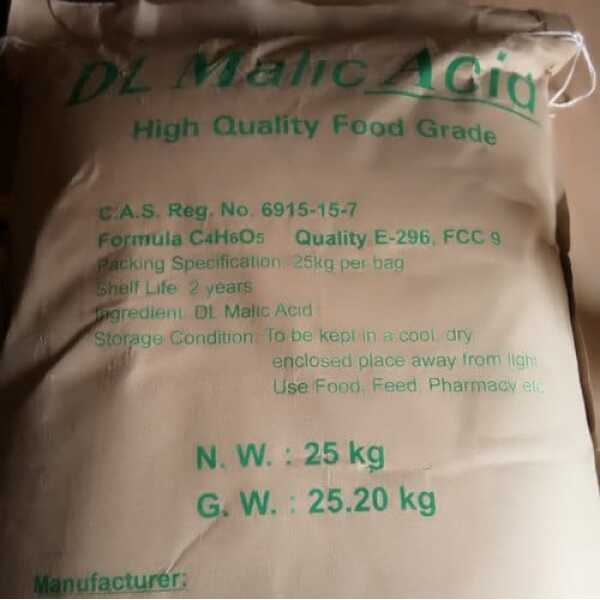 DL Malic Acid
High Quality Food Grade
C.A.S. Reg. No. 6915-15-7
Formula C4H6O5 Quality E-296, FCC 9
Packing Specification: 25kg per bag
Shelf Life: 2 years
Ingredient: DL Malic Acid
Storage Condition: To be kept in a cool, dry
enclosed place away from light
Use Food, Feed, Pharmacy etc
N. W. : 25 kg
G. W. : 25.20 kg
Manufacturer: